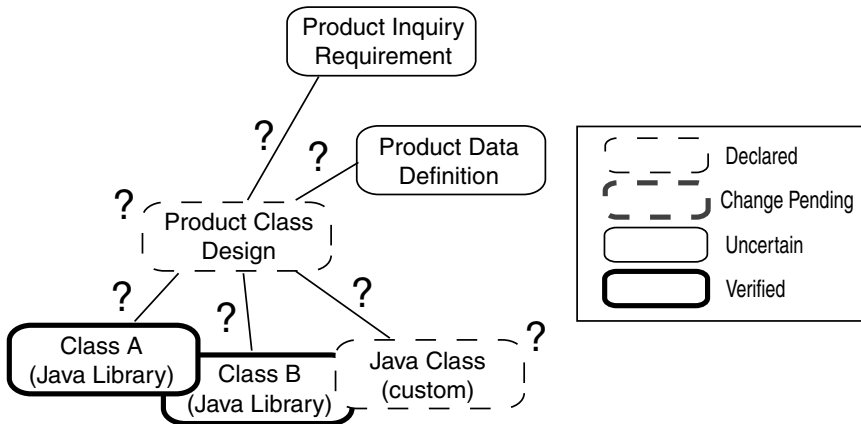 Product Inquiry
Requirement
?
?
Product Data
Definition
?
Product Class
Design
?
?
?
?
Class A
(Java Library)
Class B
(Java Library)
Java Class
(custom)
Declared
Change Pending
Uncertain
Verified